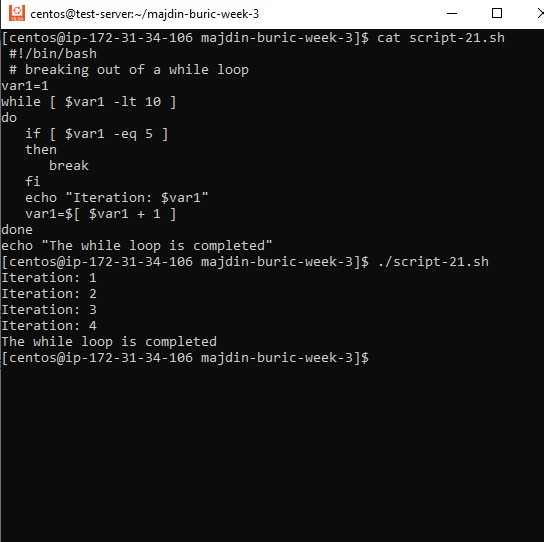 centos@test-server:~/majdin-buric-week-3
[centos@ip-172-31-34-106 majdin-buric-week-3]$ cat script-21.sh
 #!/bin/bash
 # breaking out of a while loop
var1=1
while [ $var1 -lt 10 ]
do
   if [ $var1 -eq 5 ]
   then
      break
   fi
   echo "Iteration: $var1"
   var1=$[ $var1 + 1 ]
done
echo "The while loop is completed"
[centos@ip-172-31-34-106 majdin-buric-week-3]$ ./script-21.sh
Iteration: 1
Iteration: 2
Iteration: 3
Iteration: 4
The while loop is completed
[centos@ip-172-31-34-106 majdin-buric-week-3]$